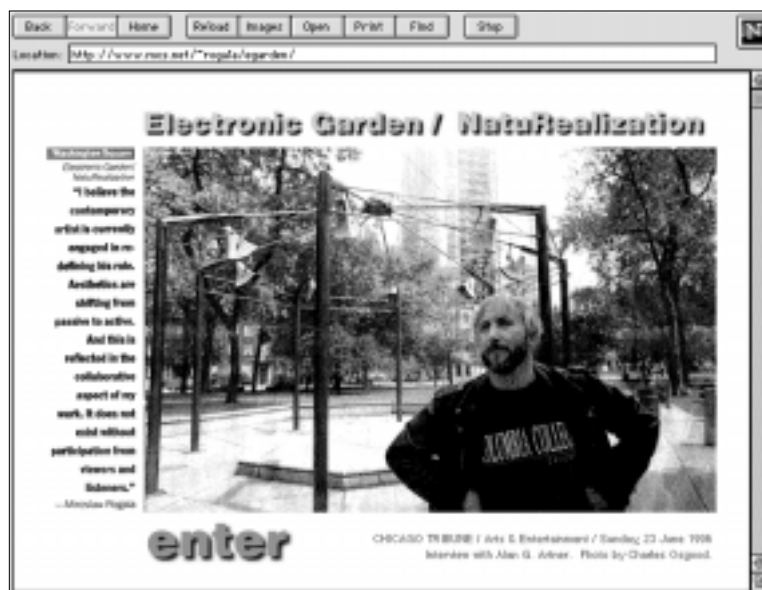 Back Forward Home Reload Images Open Print Find Stop
N
Location: http://www.mcs.net/~rogala/egarden/
Electronic Garden / NatuRealization
Washington Square
Electronic Garden/
NatuRealization
"I believe the
contemporary
artist is currently
engaged in re-
defining his role.
Aesthetics are
shifting from
passive to active.
And this is
reflected in the
collaborative
aspect of my
work. It does not
exist without
participation from
viewers and
listeners."
—Miroslaw Rogala
COLUMBIA COLLEGE
enter
CHICAGO TRIBUNE / Arts & Entertainment / Sunday, 23 June 1996
Interview with Alan G. Artner. Photo by Charles Osgood.